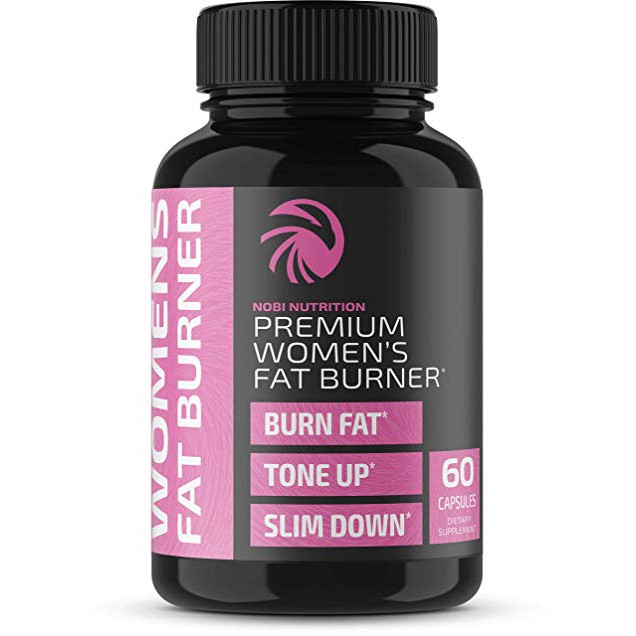 WOMENS
FAT BURNER
NOBI NUTRITION
PREMIUM
WOMEN'S
FAT BURNER*
BURN FAT*
TONE UP*
SLIM DOWN*
60
CAPSULES
DIETARY
SUPPLEMENT